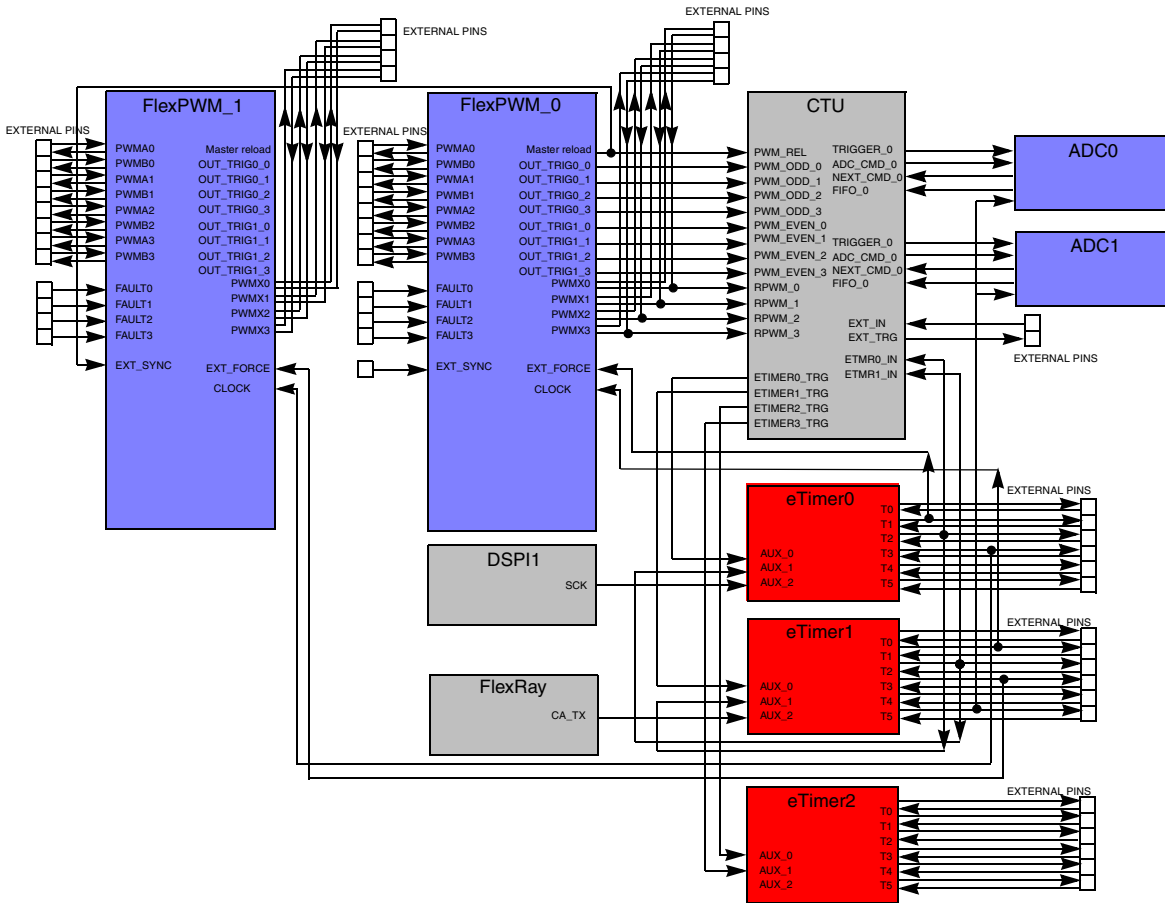 EXTERNAL PINS
EXTERNAL PINS
FlexPWM_1
EXTERNAL PINS
PWMA0
PWMB0
PWMA1
PWMB1
PWMA2
PWMB2
PWMA3
PWMB3
FAULT0
FAULT1
FAULT2
FAULT3
EXT_SYNC
Master reload
OUT_TRIG0_0
OUT_TRIG0_1
OUT_TRIG0_2
OUT_TRIG0_3
OUT_TRIG1_0
OUT_TRIG1_1
OUT_TRIG1_2
OUT_TRIG1_3
PWMX0
PWMX1
PWMX2
PWMX3
EXT_FORCE
CLOCK
FlexPWM_0
EXTERNAL PINS
PWMA0
PWMB0
PWMA1
PWMB1
PWMA2
PWMB2
PWMA3
PWMB3
FAULT0
FAULT1
FAULT2
FAULT3
EXT_SYNC
Master reload
OUT_TRIG0_0
OUT_TRIG0_1
OUT_TRIG0_2
OUT_TRIG0_3
OUT_TRIG1_0
OUT_TRIG1_1
OUT_TRIG1_2
OUT_TRIG1_3
PWMX0
PWMX1
PWMX2
PWMX3
EXT_FORCE
CLOCK
CTU
PWM_REL
PWM_ODD_0
PWM_ODD_1
PWM_ODD_2
PWM_ODD_3
PWM_EVEN_0
PWM_EVEN_1
PWM_EVEN_2
PWM_EVEN_3
RPWM_0
RPWM_1
RPWM_2
RPWM_3
ETIMER0_TRG
ETIMER1_TRG
ETIMER2_TRG
ETIMER3_TRG
TRIGGER_0
ADC_CMD_0
NEXT_CMD_0
FIFO_0
TRIGGER_0
ADC_CMD_0
NEXT_CMD_0
FIFO_0
EXT_IN
EXT_TRG
ETMR0_IN
ETMR1_IN
ADC0
ADC1
EXTERNAL PINS
eTimer0
AUX_0
AUX_1
AUX_2
T0
T1
T2
T3
T4
T5
EXTERNAL PINS
DSPI1
SCK
eTimer1
AUX_0
AUX_1
AUX_2
T0
T1
T2
T3
T4
T5
EXTERNAL PINS
FlexRay
CA_TX
eTimer2
AUX_0
AUX_1
AUX_2
T0
T1
T2
T3
T4
T5
EXTERNAL PINS